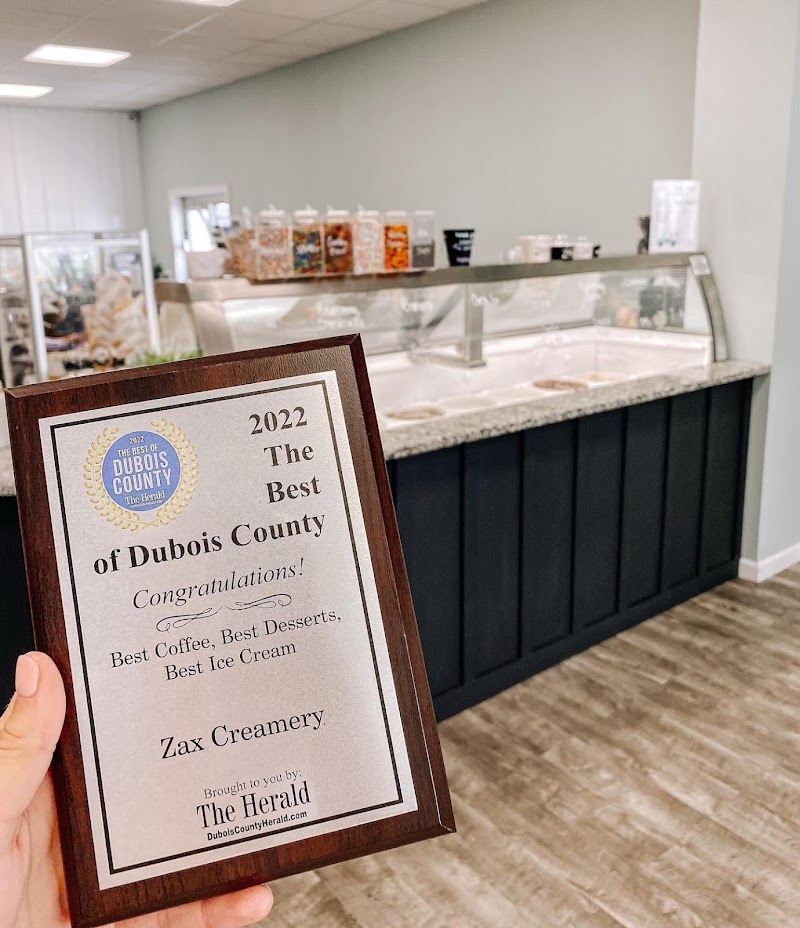 2022
THE BEST OF
DUBOIS
COUNTY
The Herald
2022
The
Best
of Dubois County
Congratulations!
Best Coffee, Best Desserts,
Best Ice Cream
Zax Creamery
Brought to you by:
The Herald
DuboisCountyHerald.com